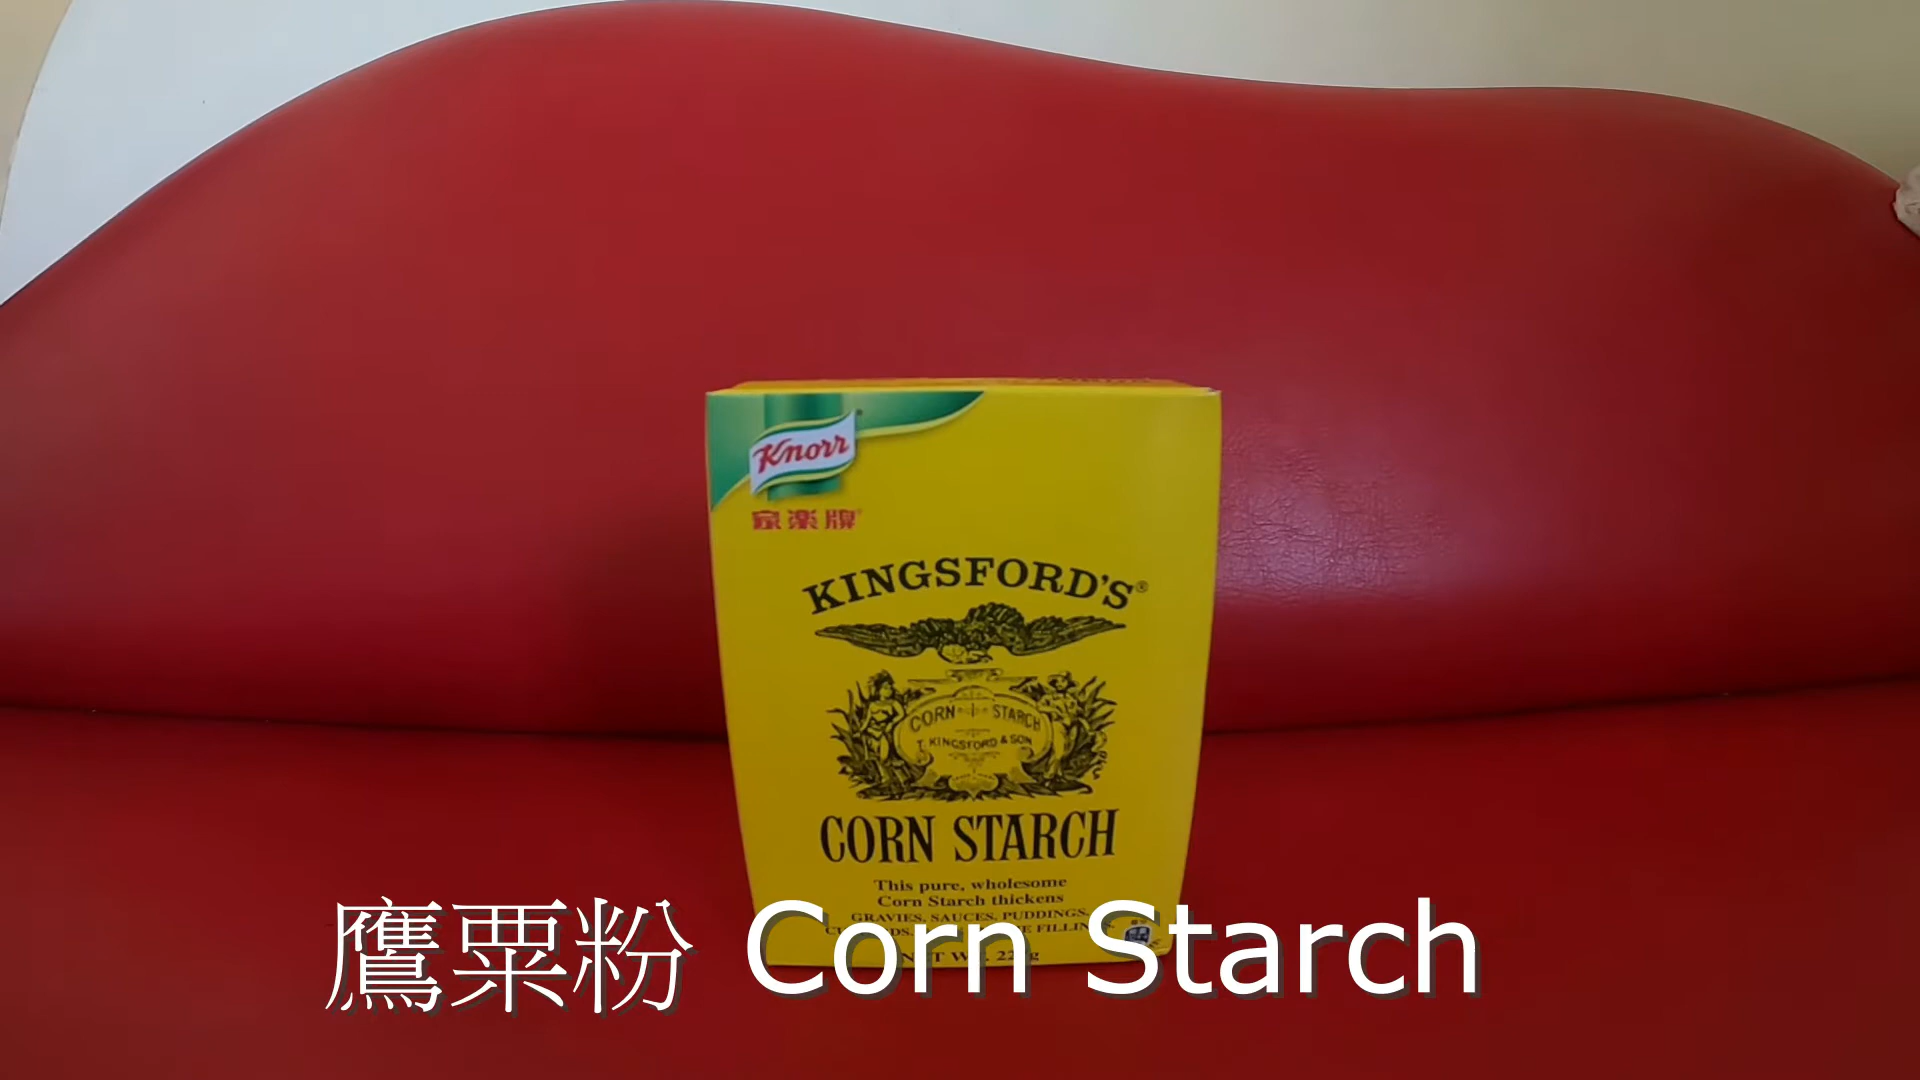 Knorr
家楽牌
KINGSFORD'S®
CORN STARCH
T. KINGSFORD & SON
CORN STARCH
This pure, wholesome
Corn Starch thickens
GRAVIES, SAUCES, PUDDINGS,
鷹粟粉 Corn Starch